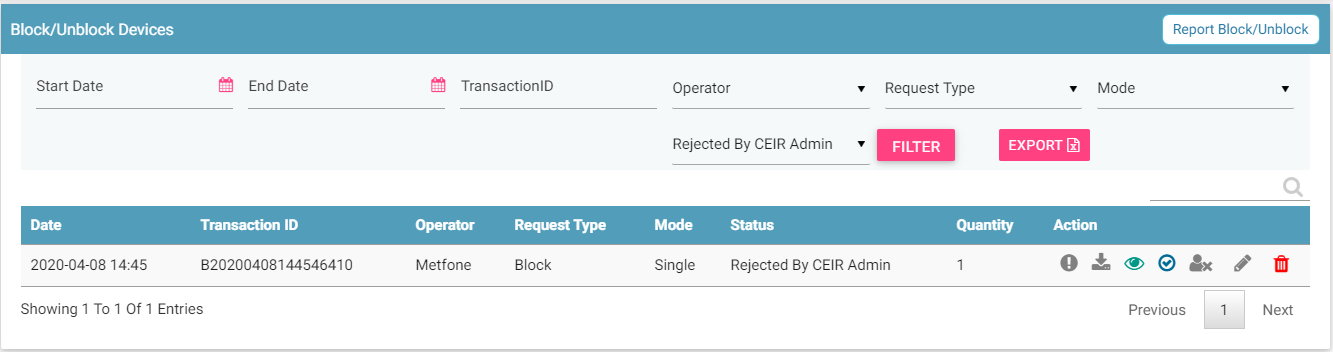 Block/Unblock Devices Report Block/Unblock
Start Date End Date TransactionID Operator Request Type Mode
Rejected By CEIR Admin FILTER EXPORT
Date Transaction ID Operator Request Type Mode Status Quantity Action
2020-04-08 14:45 B20200408144546410 Metfone Block Single Rejected By CEIR Admin 1
Showing 1 To 1 Of 1 Entries Previous 1 Next